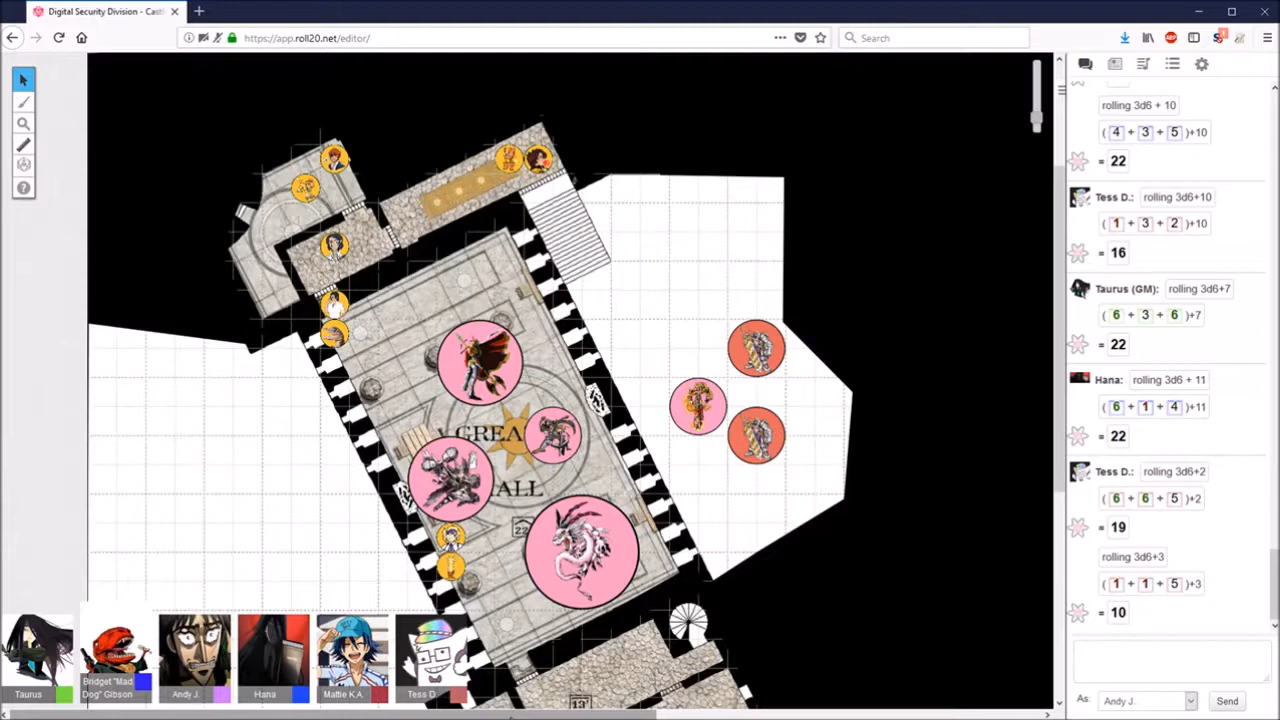 Digital Security Division - Cast
https://app.roll20.net/editor/
Search
rolling 3d6 + 10
( 4 + 3 + 5 )+10
= 22
Tess D.: rolling 3d6+10
( 1 + 3 + 2 )+10
= 16
Taurus (GM): rolling 3d6+7
( 6 + 3 + 6 )+7
= 22
Hana: rolling 3d6 + 11
( 6 + 1 + 4 )+11
= 22
Tess D.: rolling 3d6+2
( 6 + 6 + 5 )+2
= 19
rolling 3d6+3
( 1 + 1 + 5 )+3
= 10
GREA
HALL
22
13
Taurus
Bridget "Mad
Dog" Gibson
Andy J.
Hana
Mattie K.A.
Tess D.
As: Andy J.
Send